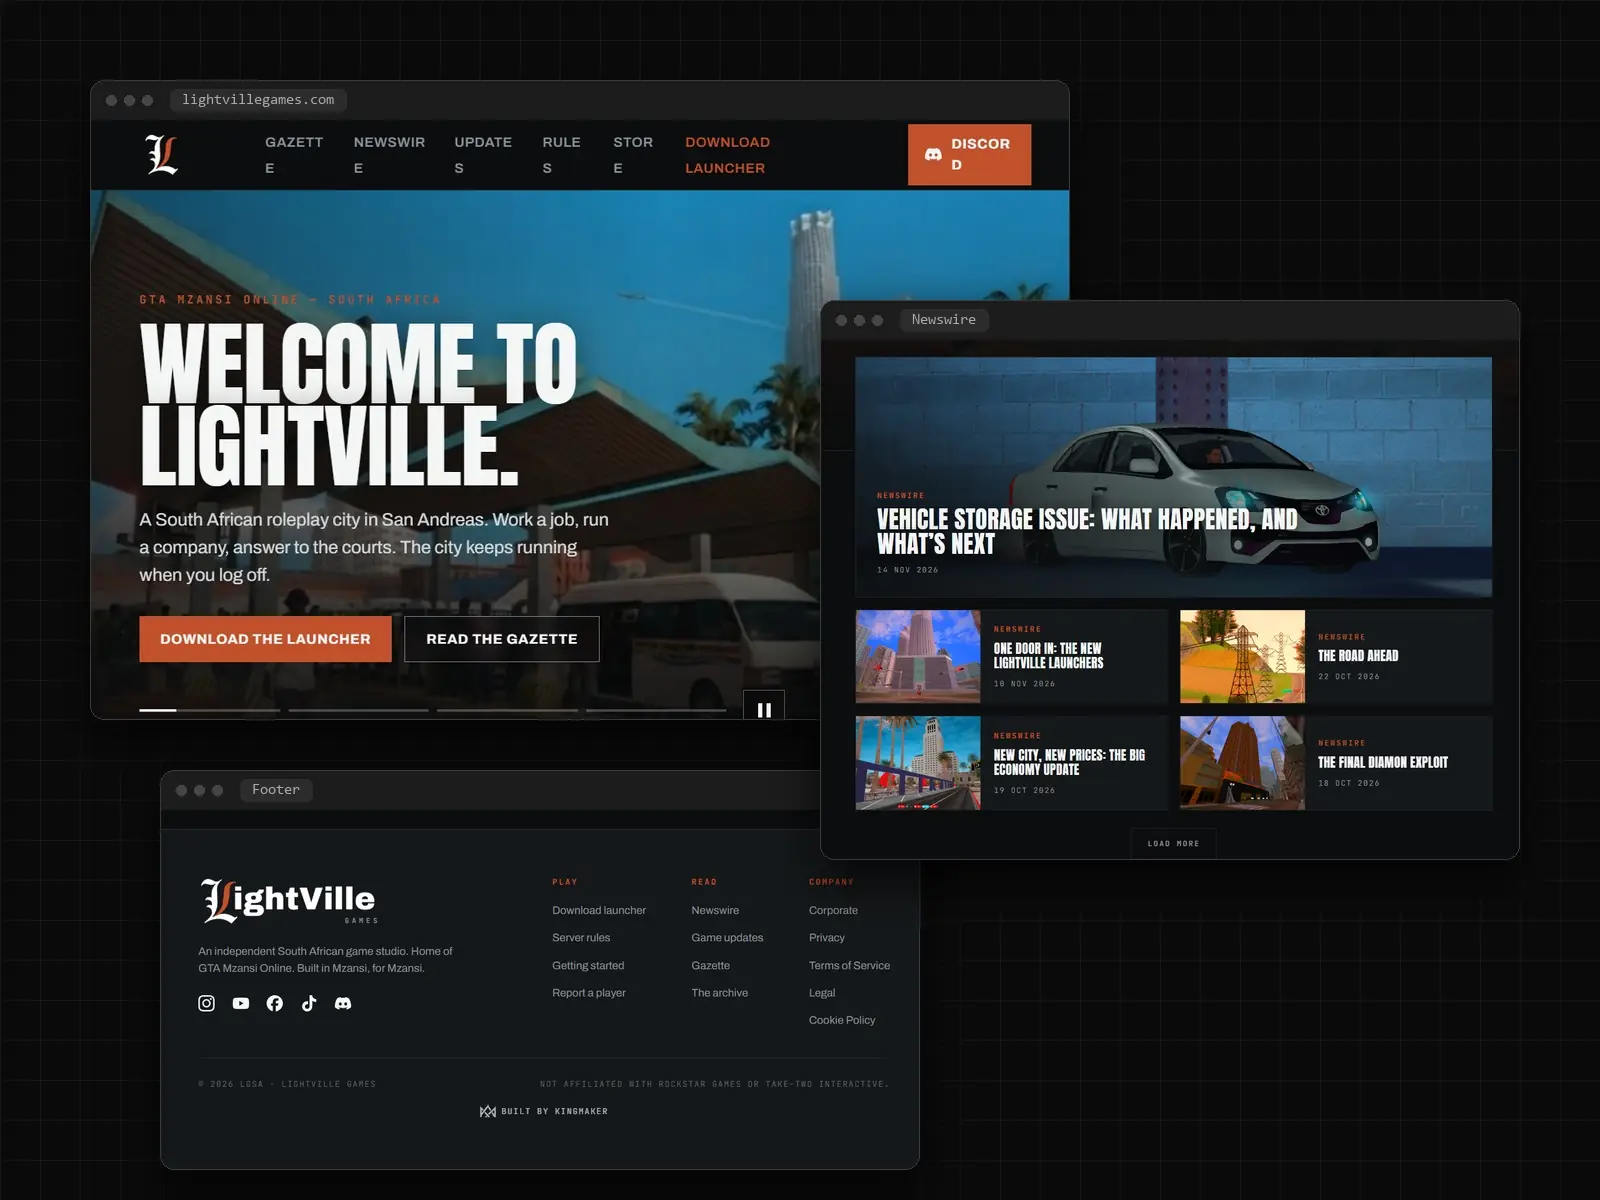 lightvillegames.com
L
GAZETT
E
NEWSWIR
E
UPDATE
S
RULE
S
STOR
E
DOWNLOAD
LAUNCHER
DISCOR
D
GTA MZANSI ONLINE — SOUTH AFRICA
WELCOME TO
LIGHTVILLE.
A South African roleplay city in San Andreas. Work a job, run
a company, answer to the courts. The city keeps running
when you log off.
DOWNLOAD THE LAUNCHER
READ THE GAZETTE
Newswire
NEWSWIRE
VEHICLE STORAGE ISSUE: WHAT HAPPENED, AND
WHAT'S NEXT
14 NOV 2026
NEWSWIRE
ONE DOOR IN: THE NEW
LIGHTVILLE LAUNCHERS
10 NOV 2026
NEWSWIRE
THE ROAD AHEAD
22 OCT 2026
NEWSWIRE
NEW CITY, NEW PRICES: THE BIG
ECONOMY UPDATE
19 OCT 2026
NEWSWIRE
THE FINAL DIAMON EXPLOIT
18 OCT 2026
LOAD MORE
Footer
LightVille
GAMES
An independent South African game studio. Home of
GTA Mzansi Online. Built in Mzansi, for Mzansi.
PLAY
Download launcher
Server rules
Getting started
Report a player
READ
Newswire
Game updates
Gazette
The archive
COMPANY
Corporate
Privacy
Terms of Service
Legal
Cookie Policy
© 2026 LGSA · LIGHTVILLE GAMES
NOT AFFILIATED WITH ROCKSTAR GAMES OR TAKE-TWO INTERACTIVE.
BUILT BY KINGMAKER